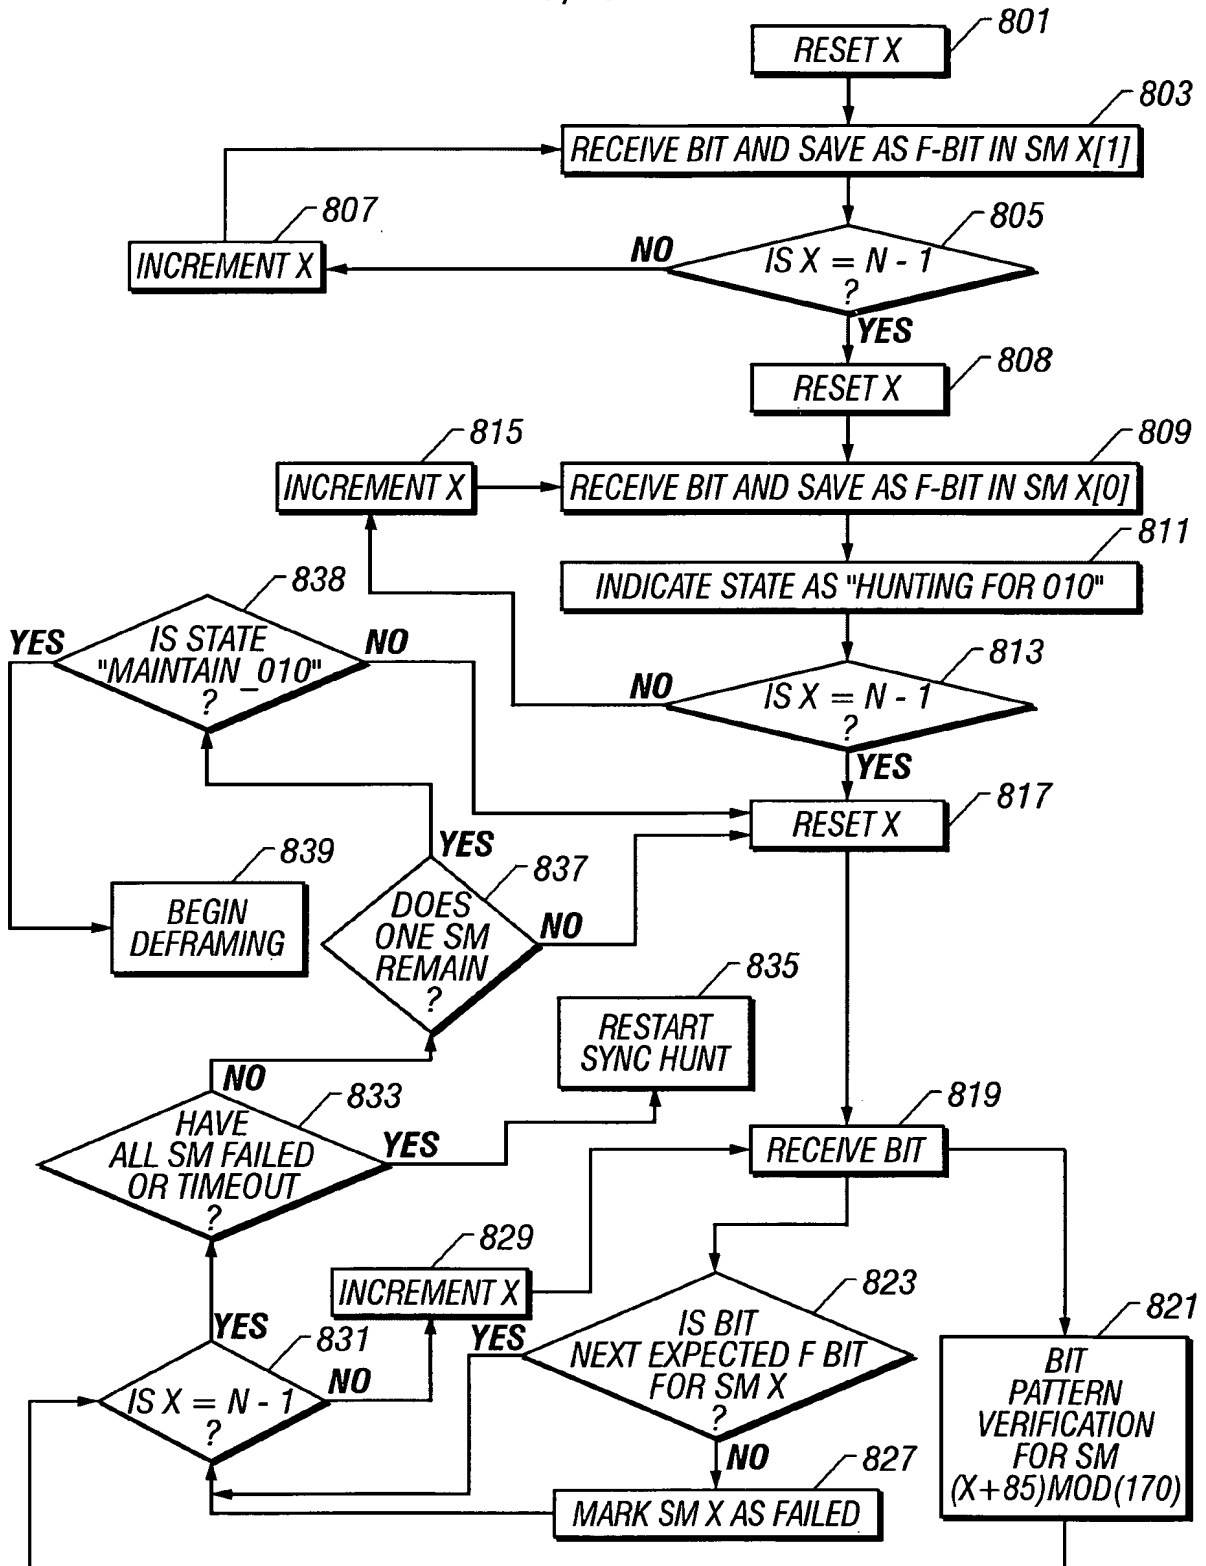 801
RESET X
803
RECEIVE BIT AND SAVE AS F-BIT IN SM X[1]
807
INCREMENT X
805
NO
IS X = N - 1
?
YES
808
RESET X
815
INCREMENT X
809
RECEIVE BIT AND SAVE AS F-BIT IN SM X[0]
811
INDICATE STATE AS "HUNTING FOR 010"
838
YES
IS STATE
"MAINTAIN_010"
?
NO
813
NO
IS X = N - 1
?
YES
817
RESET X
839
BEGIN
DEFRAMING
YES
837
DOES
ONE SM
REMAIN
?
NO
835
RESTART
SYNC HUNT
NO
833
HAVE
ALL SM FAILED
OR TIMEOUT
?
YES
819
RECEIVE BIT
829
INCREMENT X
823
YES
IS BIT
NEXT EXPECTED F BIT
FOR SM X
?
NO
821
BIT
PATTERN
VERIFICATION
FOR SM
(X+85)MOD(170)
YES
831
IS X = N - 1
?
NO
827
MARK SM X AS FAILED